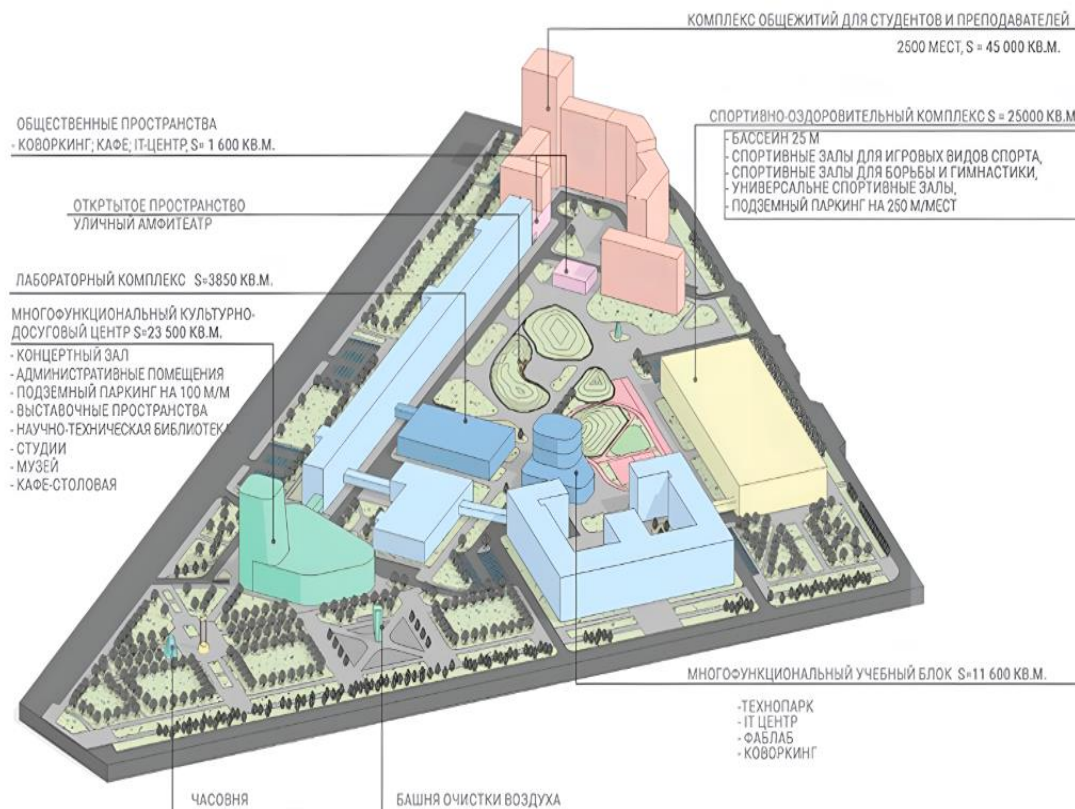 КОМПЛЕКС ОБЩЕЖИТИЙ ДЛЯ СТУДЕНТОВ И ПРЕПОДАВАТЕЛЕЙ
2500 МЕСТ, S = 45 000 КВ.М.
ОБЩЕСТВЕННЫЕ ПРОСТРАНСТВА
- КОВОРКИНГ; КАФЕ; IT-ЦЕНТР, S= 1 600 КВ.М.
СПОРТИВНО-ОЗДОРОВИТЕЛЬНЫЙ КОМПЛЕКС S = 25000 КВ.М
- БАССЕЙН 25 М
- СПОРТИВНЫЕ ЗАЛЫ ДЛЯ ИГРОВЫХ ВИДОВ СПОРТА,
- СПОРТИВНЫЕ ЗАЛЫ ДЛЯ БОРЬБЫ И ГИМНАСТИКИ,
- УНИВЕРСАЛЬНЕ СПОРТИВНЫЕ ЗАЛЫ,
- ПОДЗЕМНЫЙ ПАРКИНГ НА 250 М/МЕСТ
ОТКРТЫТОЕ ПРОСТРАНСТВО
УЛИЧНЫЙ АМФИТЕАТР
ЛАБОРАТОРНЫЙ КОМПЛЕКС S=3850 КВ.М.
МНОГОФУНКЦИОНАЛЬНЫЙ КУЛЬТУРНО-
ДОСУГОВЫЙ ЦЕНТР S=23 500 КВ.М.
- КОНЦЕРТНЫЙ ЗАЛ
- АДМИНИСТРАТИВНЫЕ ПОМЕЩЕНИЯ
- ПОДЗЕМНЫЙ ПАРКИНГ НА 100 М/М
- ВЫСТАВОЧНЫЕ ПРОСТРАНСТВА
- НАУЧНО-ТЕХНИЧЕСКАЯ БИБЛИОТЕКА
- СТУДИИ
- МУЗЕЙ
- КАФЕ-СТОЛОВАЯ
МНОГОФУНКЦИОНАЛЬНЫЙ УЧЕБНЫЙ БЛОК S=11 600 КВ.М.
-ТЕХНОПАРК
- IT ЦЕНТР
- ФАБЛАБ
- КОВОРКИНГ
ЧАСОВНЯ
БАШНЯ ОЧИСТКИ ВОЗДУХА